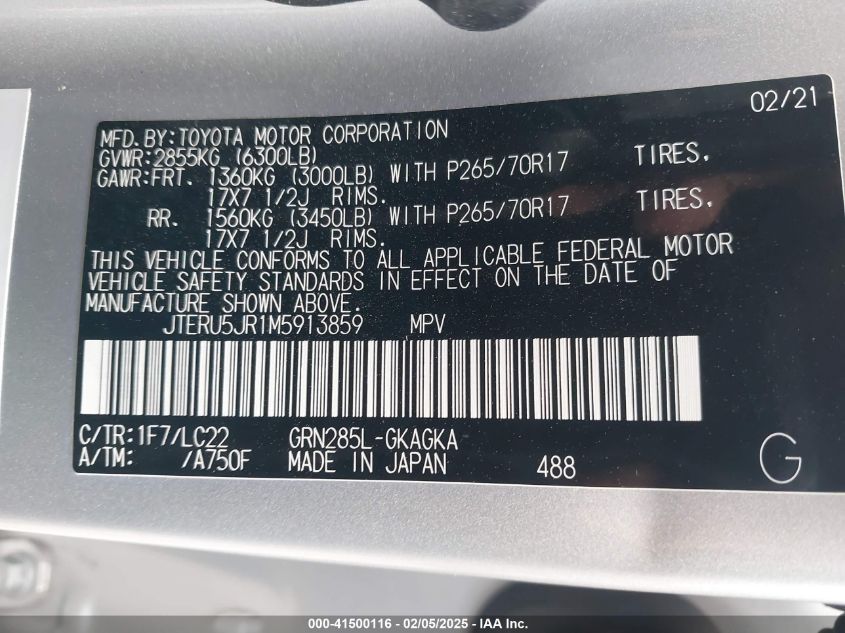 02/21
MFD.BY:TOYOTA MOTOR CORPORATION
GVWR:2855KG (6300LB)
GAWR:FRT. 1360KG (3000LB) WITH P265/70R17 TIRES.
17X7 1/2J RIMS.
RR. 1560KG (3450LB) WITH P265/70R17 TIRES.
17X7 1/2J RIMS.
THIS VEHICLE CONFORMS TO ALL APPLICABLE FEDERAL MOTOR
VEHICLE SAFETY STANDARDS IN EFFECT ON THE DATE OF
MANUFACTURE SHOWN ABOVE.
JTERU5JR1M5913859 MPV
C/TR:1F7/LC22 GRN285L-GKAGKA
A/TM: /A750F MADE IN JAPAN 488 G
000-41500116 - 02/05/2025 - IAA Inc.